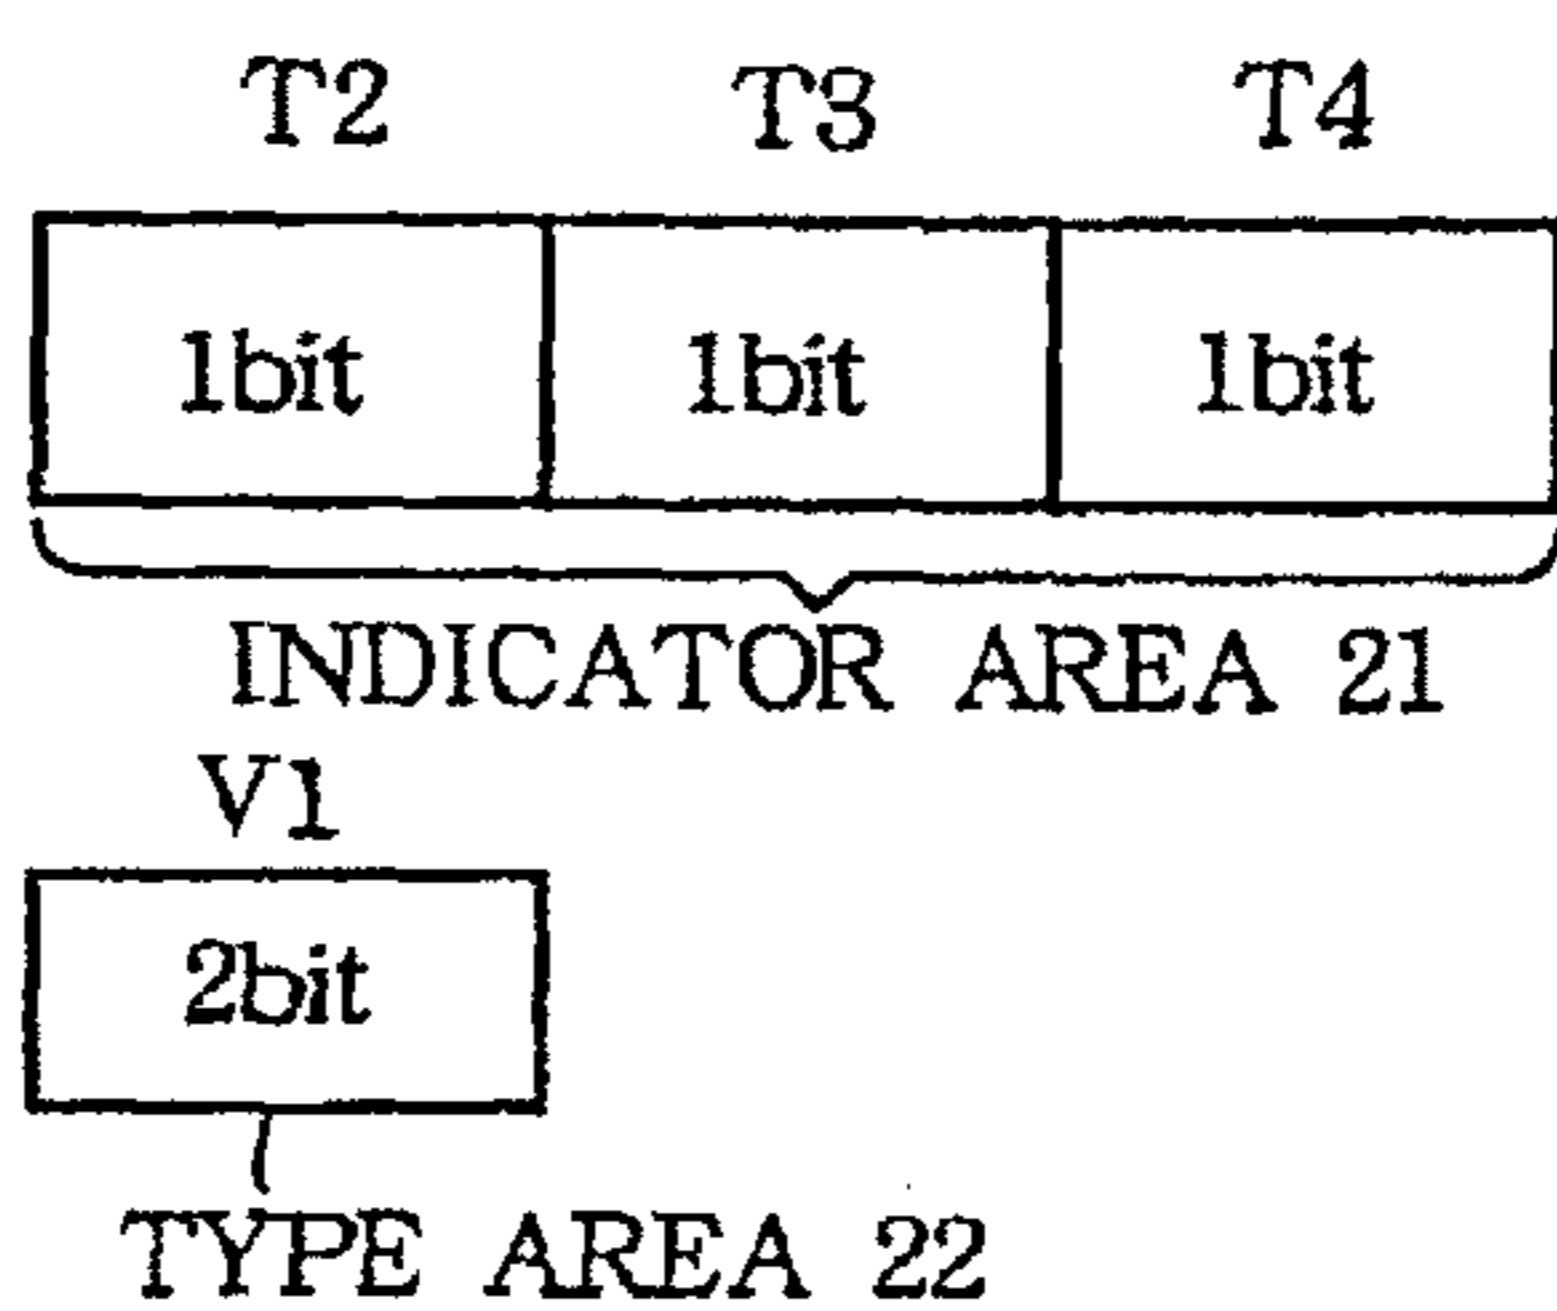 T2 T3 T4
1bit 1bit 1bit
INDICATOR AREA 21
V1
2bit
TYPE AREA 22